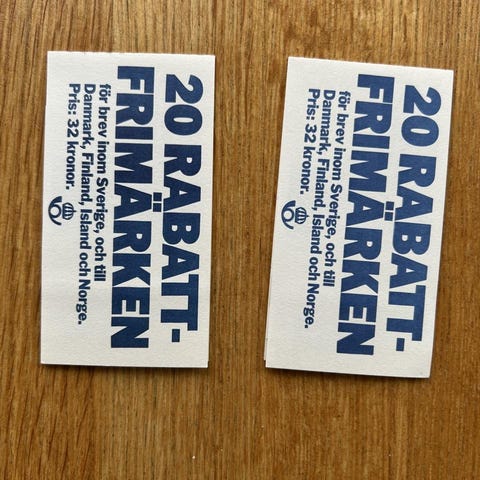 20 RABATT-
FRIMÄRKEN
för brev inom Sverige, och till
Danmark, Finland, Island och Norge.
Pris: 32 kronor.
20 RABATT-
FRIMÄRKEN
för brev inom Sverige, och till
Danmark, Finland, Island och Norge.
Pris: 32 kronor.